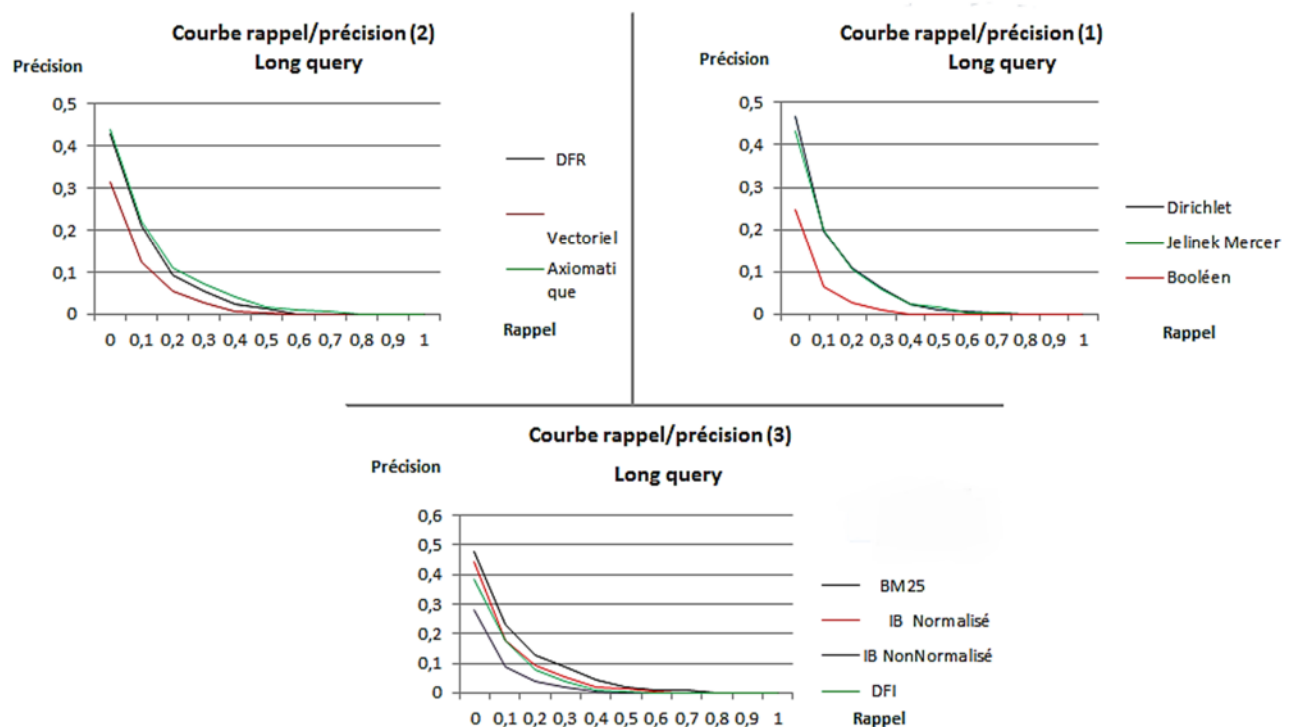 Courbe rappel/précision (2)
Long query
Précision
0,5
0,4
0,3
0,2
0,1
0
0 0,1 0,2 0,3 0,4 0,5 0,6 0,7 0,8 0,9 1
DFR
Vectoriel
Axiomati
que
Rappel
Courbe rappel/précision (1)
Long query
Précision
0,5
0,4
0,3
0,2
0,1
0
0 0,1 0,2 0,3 0,4 0,5 0,6 0,7 0,8 0,9 1
Dirichlet
Jelinek Mercer
Booléen
Rappel
Courbe rappel/précision (3)
Long query
Précision
0,6
0,5
0,4
0,3
0,2
0,1
0
0 0,1 0,2 0,3 0,4 0,5 0,6 0,7 0,8 0,9 1
BM25
IB Normalisé
IB NonNormalisé
DFI
Rappel